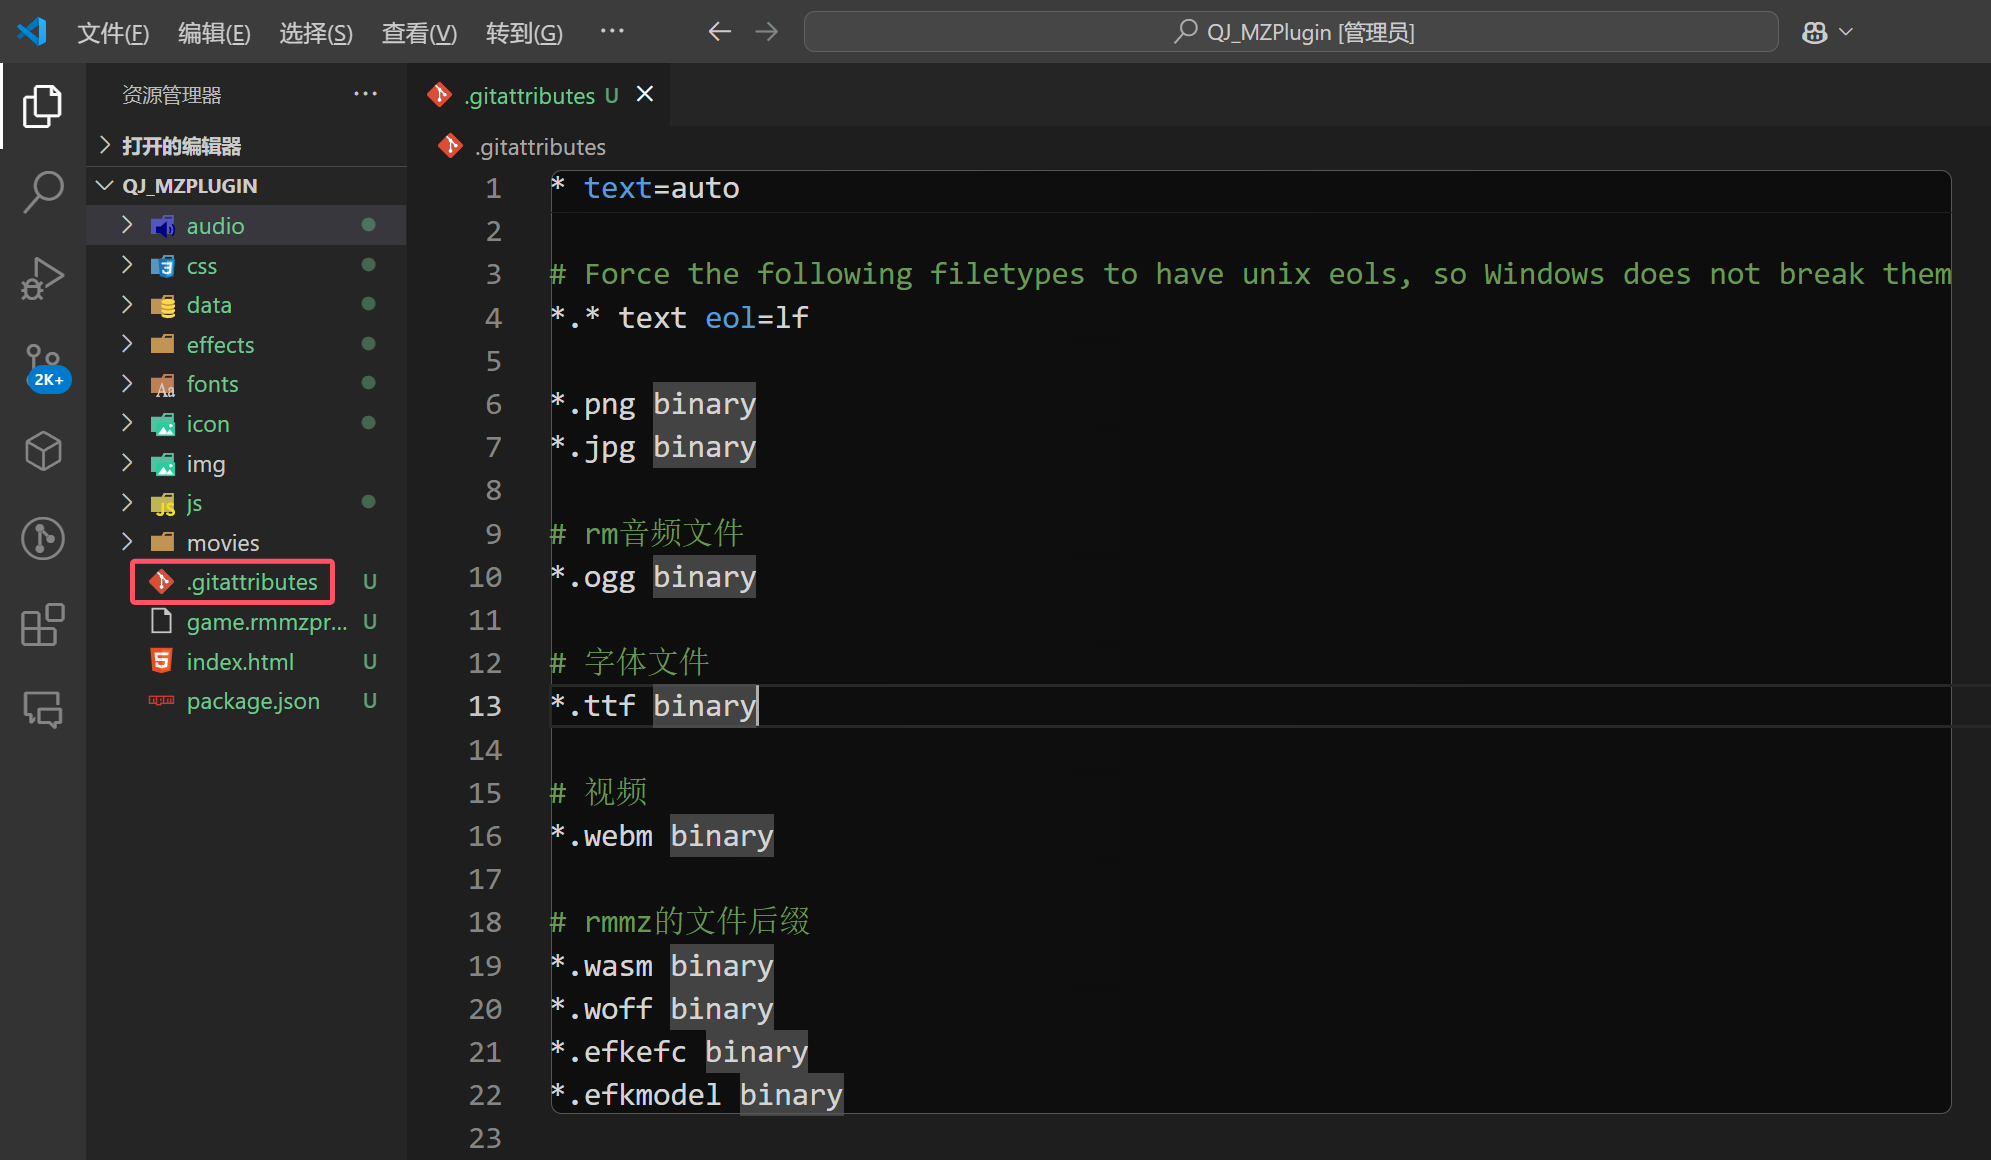 文件(F) 编辑(E) 选择(S) 查看(V) 转到(G) ··· QJ_MZPlugin [管理员]
资源管理器 ···
打开的编辑器
QJ_MZPLUGIN
audio
css
data
effects
fonts
icon
img
js
movies
.gitattributes U
game.rmmzpr... U
index.html U
package.json U
2K+
.gitattributes U
.gitattributes
1 * text=auto
2
3 # Force the following filetypes to have unix eols, so Windows does not break them
4 *.* text eol=lf
5
6 *.png binary
7 *.jpg binary
8
9 # rm音频文件
10 *.ogg binary
11
12 # 字体文件
13 *.ttf binary
14
15 # 视频
16 *.webm binary
17
18 # rmmz的文件后缀
19 *.wasm binary
20 *.woff binary
21 *.efkefc binary
22 *.efkmodel binary
23